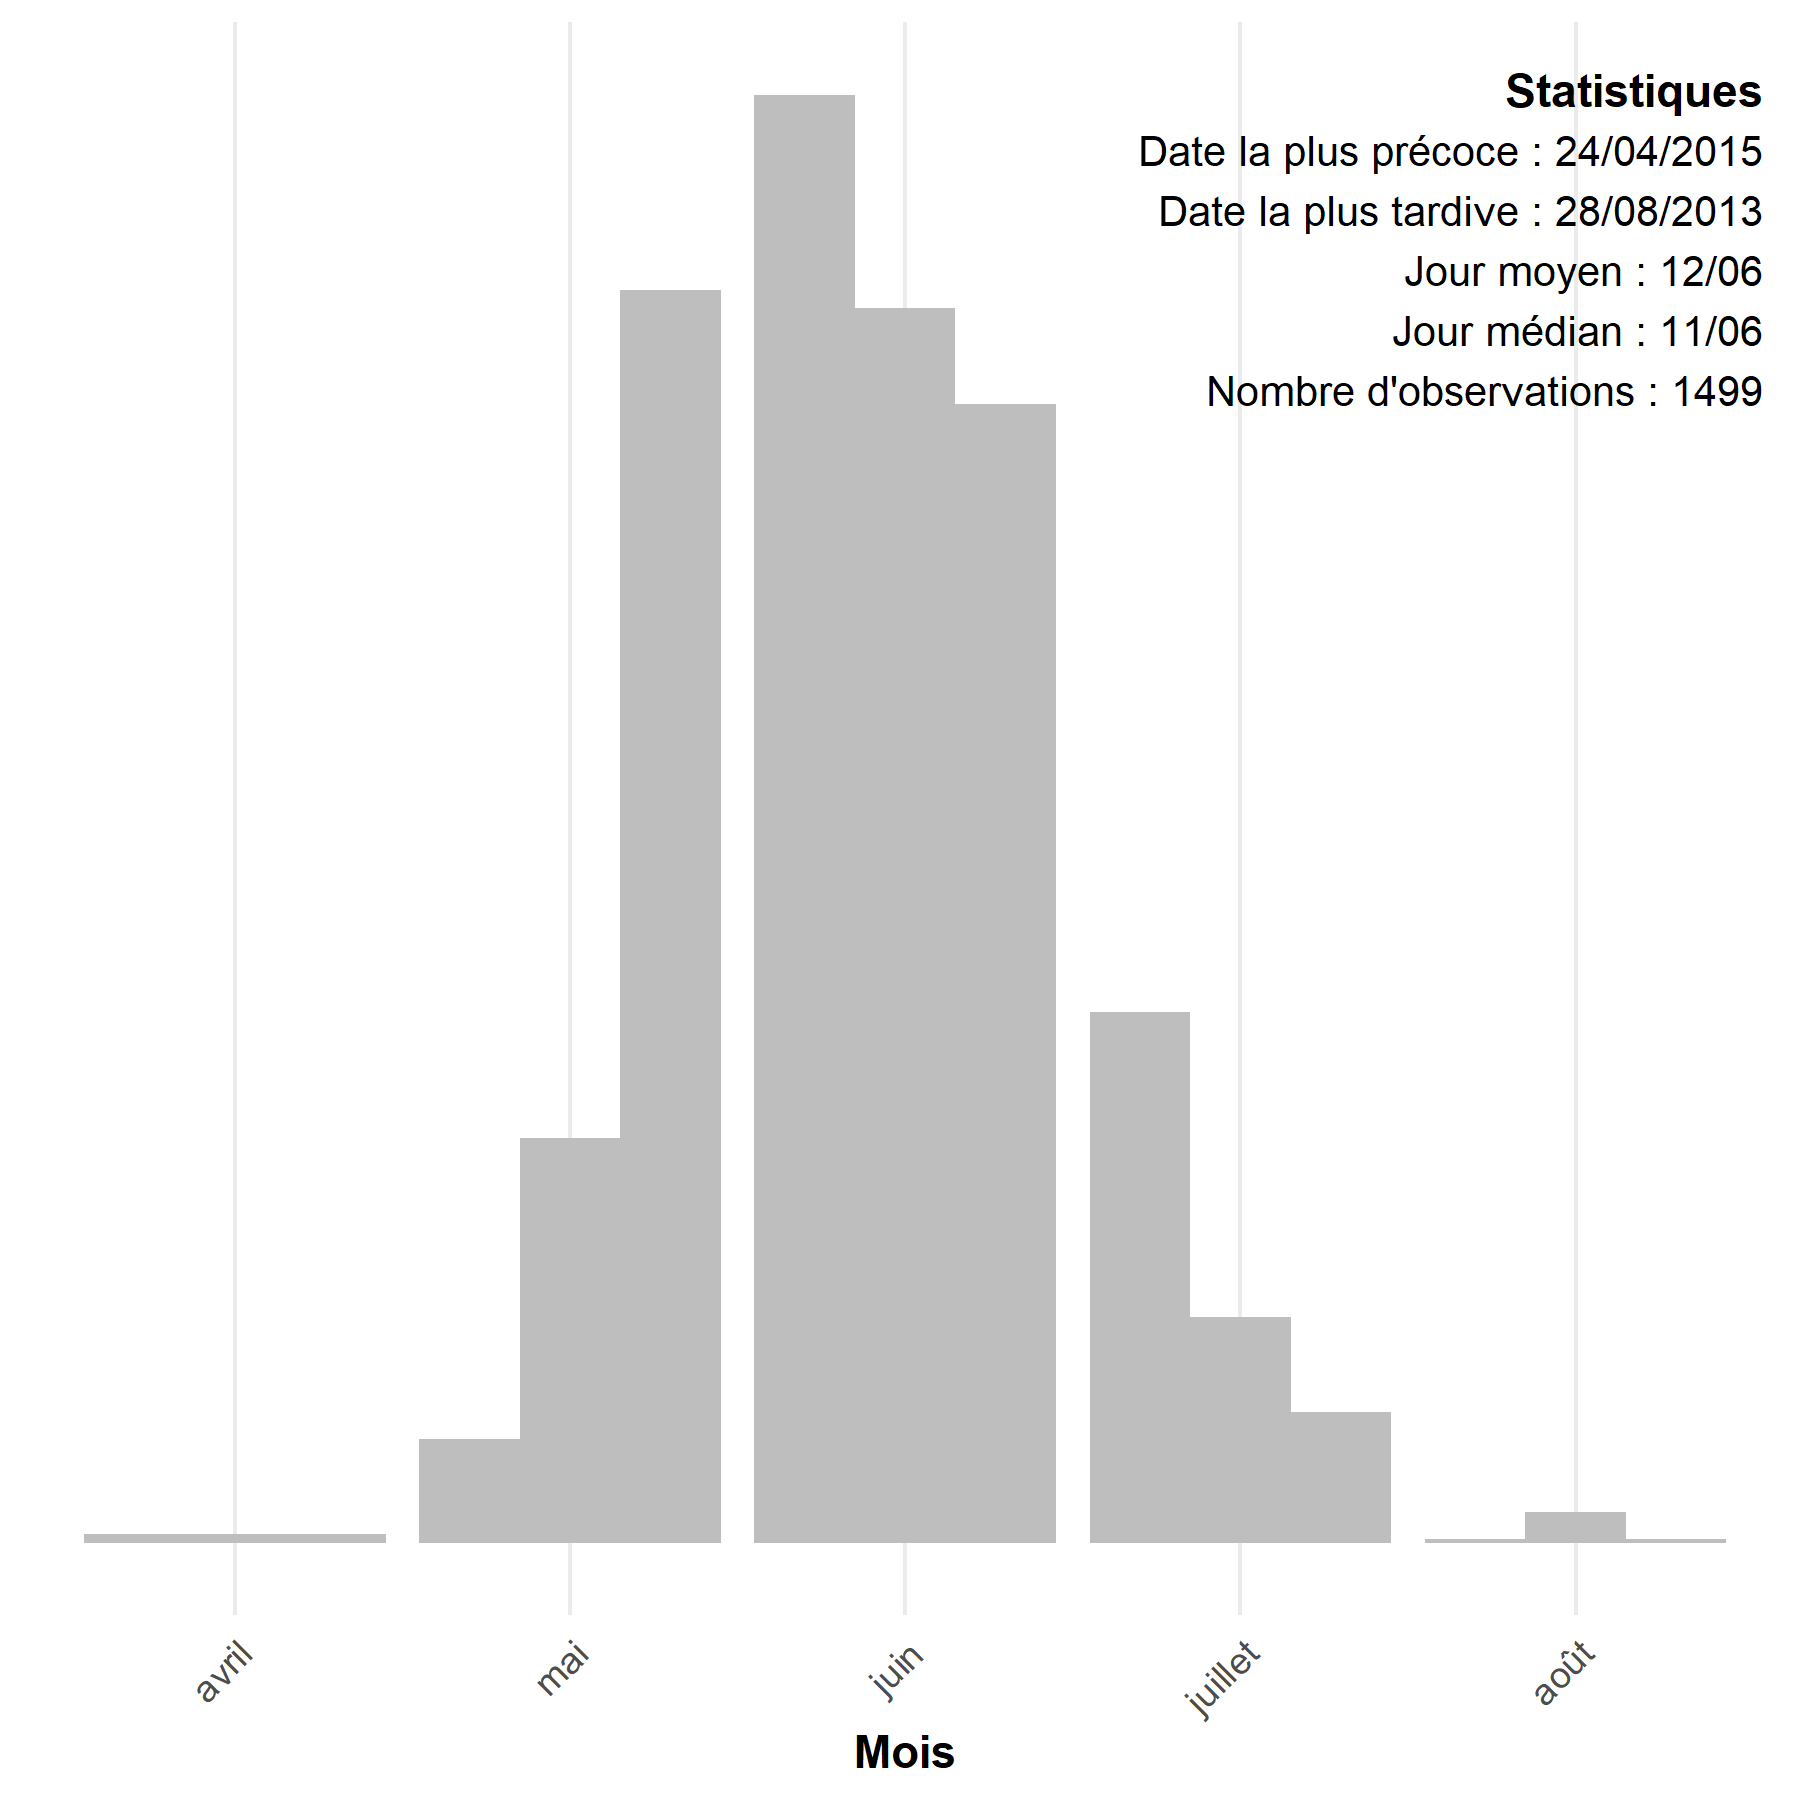 Statistiques
Date la plus précoce : 24/04/2015
Date la plus tardive : 28/08/2013
Jour moyen : 12/06
Jour médian : 11/06
Nombre d'observations : 1499
avril
mai
juin
juillet
août
Mois